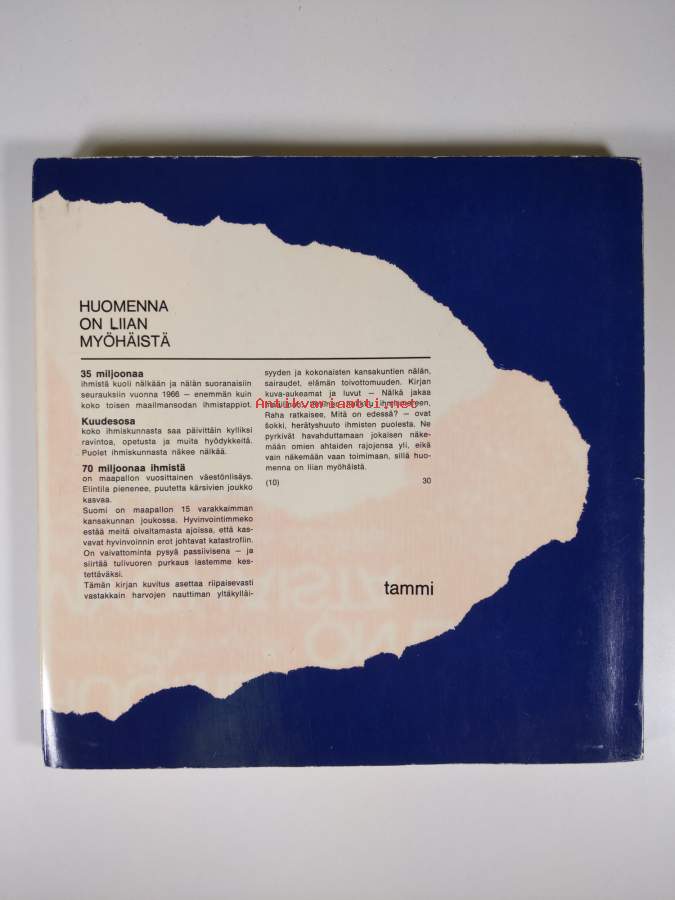 HUOMENNA
ON LIIAN
MYÖHÄISTÄ
35 miljoonaa
ihmistä kuoli nälkään ja nälän suoranaisiin
seurauksiin vuonna 1966 — enemmän kuin
koko toisen maailmansodan ihmistappiot.
Kuudesosa
koko ihmiskunnasta saa päivittäin kylliksi
ravintoa, opetusta ja muita hyödykkeitä.
Puolet ihmiskunnasta näkee nälkää.
70 miljoonaa ihmistä
on maapallon vuosittainen väestönlisäys.
Elintila pienenee, puutetta kärsivien joukko
kasvaa.
Suomi on maapallon 15 varakkaimman
kansakunnan joukossa. Hyvinvointimmeko
estää meitä oivaltamasta ajoissa, että kas-
vavat hyvinvoinnin erot johtavat katastrofiin.
On vaivattominta pysyä passiivisena — ja
siirtää tulivuoren purkaus lastemme kes-
tettäväksi.
Tämän kirjan kuvitus asettaa riipaisevasti
vastakkain harvojen nauttiman yltäkylläi-
syyden ja kokonaisten kansakuntien nälän,
sairaudet, elämän toivottomuuden. Kirjan
kuva-aukeamat ja luvut — Nälkä jakaa
ihmiseen,
Raha ratkaisee, Mitä on edessä? — ovat
šokki, herätyshuuto ihmisten puolesta. Ne
pyrkivät havahduttamaan jokaisen näke-
mään omien ahtaiden rajojensa yli, eikä
vain näkemään vaan toimimaan, sillä huo-
menna on liian myöhäistä.
(10) 30
tammi
Antikvariaatti.net